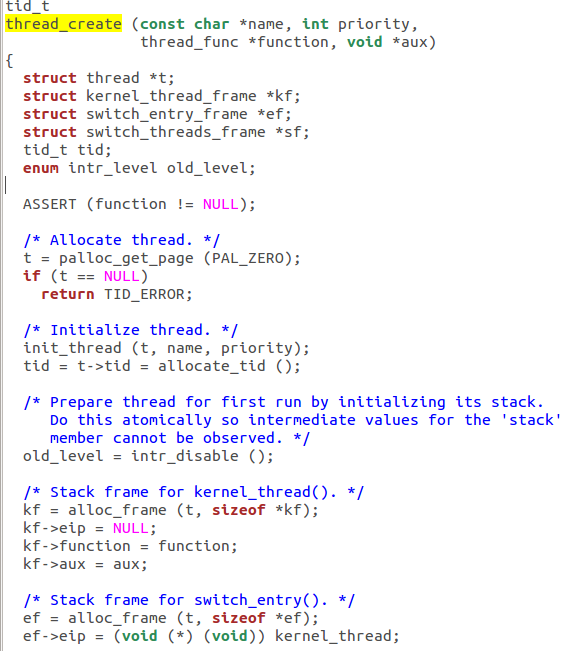 tid_t
thread_create (const char *name, int priority,
               thread_func *function, void *aux)
{
  struct thread *t;
  struct kernel_thread_frame *kf;
  struct switch_entry_frame *ef;
  struct switch_threads_frame *sf;
  tid_t tid;
  enum intr_level old_level;

  ASSERT (function != NULL);

  /* Allocate thread. */
  t = palloc_get_page (PAL_ZERO);
  if (t == NULL)
    return TID_ERROR;

  /* Initialize thread. */
  init_thread (t, name, priority);
  tid = t->tid = allocate_tid ();

  /* Prepare thread for first run by initializing its stack.
     Do this atomically so intermediate values for the 'stack'
     member cannot be observed. */
  old_level = intr_disable ();

  /* Stack frame for kernel_thread(). */
  kf = alloc_frame (t, sizeof *kf);
  kf->eip = NULL;
  kf->function = function;
  kf->aux = aux;

  /* Stack frame for switch_entry(). */
  ef = alloc_frame (t, sizeof *ef);
  ef->eip = (void (*) (void)) kernel_thread;